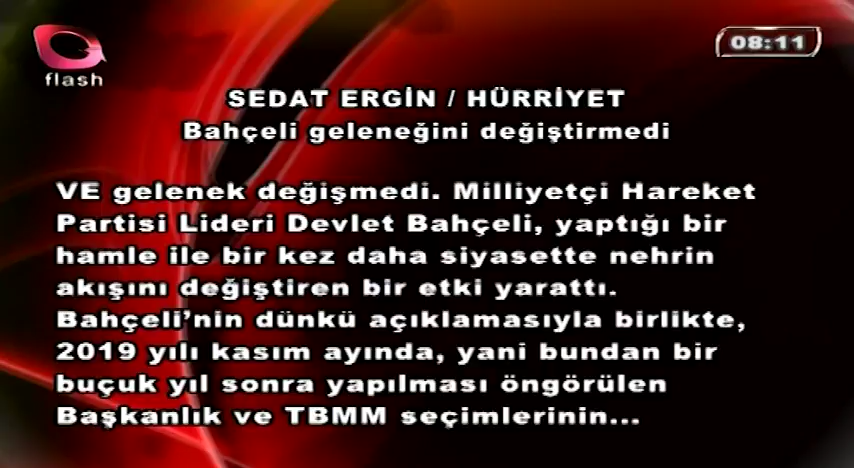 flash
08:11
SEDAT ERGİN / HÜRRİYET
Bahçeli geleneğini değiştirmedi
VE gelenek değişmedi. Milliyetçi Hareket
Partisi Lideri Devlet Bahçeli, yaptığı bir
hamle ile bir kez daha siyasette nehrin
akışını değiştiren bir etki yarattı.
Bahçeli’nin dünkü açıklamasıyla birlikte,
2019 yılı kasım ayında, yani bundan bir
buçuk yıl sonra yapılması öngörülen
Başkanlık ve TBMM seçimlerinin...